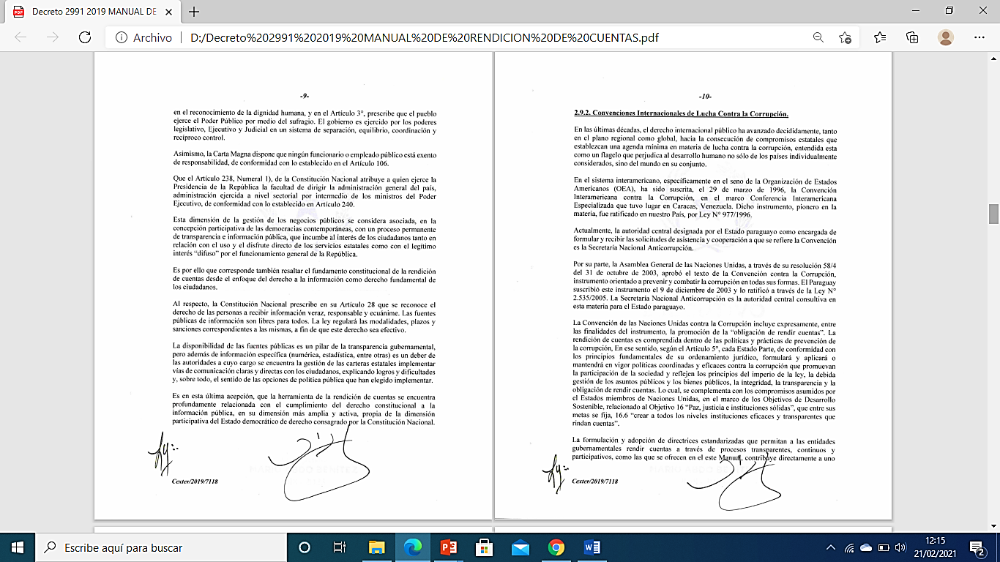 Decreto 2991 2019 MANUAL DE
Archivo
D:/Decreto%202991%202019%20MANUAL%20DE%20RENDICION%20DE%20CUENTAS.pdf
-9-
en el reconocimiento de la dignidad humana, y en el Artículo 3°, prescribe que el pueblo
ejerce el Poder Público por medio del sufragio. El gobierno es ejercido por los poderes
legislativo, Ejecutivo y Judicial en un sistema de separación, equilibrio, coordinación y
recíproco control.
Asimismo, la Carta Magna dispone que ningún funcionario o empleado público está exento
de responsabilidad, de conformidad con lo establecido en el Artículo 106.
Que el Artículo 238, Numeral 1), de la Constitución Nacional atribuye a quien ejerce la
Presidencia de la República la facultad de dirigir la administración general del país,
administración ejercida a nivel sectorial por intermedio de los ministros del Poder
Ejecutivo, de conformidad con lo establecido en Artículo 240.
Esta dimensión de la gestión de los negocios públicos se considera asociada, en la
concepción participativa de las democracias contemporáneas, con un proceso permanente
de transparencia e información pública, que incumbe al interés de los ciudadanos tanto en
relación con el uso y el disfrute directo de los servicios estatales como con el legítimo
interés “difuso” por el funcionamiento general de la República.
Es por ello que corresponde también resaltar el fundamento constitucional de la rendición
de cuentas desde el enfoque del derecho a la información como derecho fundamental de
los ciudadanos.
Al respecto, la Constitución Nacional prescribe en su Artículo 28 que se reconoce el
derecho de las personas a recibir información veraz, responsable y ecuánime. Las fuentes
públicas de información son libres para todos. La ley regulará las modalidades, plazos y
sanciones correspondientes a las mismas, a fin de que este derecho sea efectivo.
La disponibilidad de las fuentes públicas es un pilar de la transparencia gubernamental,
pero además de información específica (numérica, estadística, entre otras) es un deber de
las autoridades a cuyo cargo se encuentra la gestión de las carteras estatales implementar
vías de comunicación claras y directas con los ciudadanos, explicando logros y dificultades
y, sobre todo, el sentido de las opciones de política pública que han elegido implementar.
Es en esta última acepción, que la herramienta de la rendición de cuentas se encuentra
profundamente relacionada con el cumplimiento del derecho constitucional a la
información pública, en su dimensión más amplia y activa, propia de la dimensión
participativa del Estado democrático de derecho consagrado por la Constitución Nacional.
Cexter/2019/7118
-10-
2.9.2. Convenciones Internacionales de Lucha Contra la Corrupción.
En las últimas décadas, el derecho internacional público ha avanzado decididamente, tanto
en el plano regional como global, hacia la consecución de compromisos estatales que
establezcan una agenda mínima en materia de lucha contra la corrupción, entendida esta
como un flagelo que perjudica al desarrollo humano no sólo de los países individualmente
considerados, sino del mundo en su conjunto.
En el sistema interamericano, específicamente en el seno de la Organización de Estados
Americanos (OEA), ha sido suscrita, el 29 de marzo de 1996, la Convención
Interamericana contra la Corrupción, en el marco Conferencia Interamericana
Especializada que tuvo lugar en Caracas, Venezuela. Dicho instrumento, pionero en la
materia, fue ratificado en nuestro País, por Ley N° 977/1996.
Actualmente, la autoridad central designada por el Estado paraguayo como encargada de
formular y recibir las solicitudes de asistencia y cooperación a que se refiere la Convención
es la Secretaría Nacional Anticorrupción.
Por su parte, la Asamblea General de las Naciones Unidas, a través de su resolución 58/4
del 31 de octubre de 2003, aprobó el texto de la Convención contra la Corrupción,
instrumento orientado a prevenir y combatir la corrupción en todas sus formas. El Paraguay
suscribió este instrumento el 9 de diciembre de 2003 y lo ratificó a través de la Ley N°
2.535/2005. La Secretaría Nacional Anticorrupción es la autoridad central consultiva en
esta materia para el Estado paraguayo.
La Convención de las Naciones Unidas contra la Corrupción incluye expresamente, entre
las finalidades del instrumento, la promoción de la “obligación de rendir cuentas”. La
rendición de cuentas es comprendida dentro de las políticas y prácticas de prevención de
la corrupción, En ese sentido, según el Artículo 5°, cada Estado Parte, de conformidad con
los principios fundamentales de su ordenamiento jurídico, formulará y aplicará o
mantendrá en vigor políticas coordinadas y eficaces contra la corrupción que promuevan
la participación de la sociedad y reflejen los principios del imperio de la ley, la debida
gestión de los asuntos públicos y los bienes públicos, la integridad, la transparencia y la
obligación de rendir cuentas. Lo cual, se complementa con los compromisos asumidos por
el Estados miembros de Naciones Unidas, en el marco de los Objetivos de Desarrollo
Sostenible, relacionado al Objetivo 16 “Paz, justicia e instituciones sólidas”, que entre sus
metas se fija, 16.6 “crear a todos los niveles instituciones eficaces y transparentes que
rindan cuentas”.
La formulación y adopción de directrices estandarizadas que permitan a las entidades
gubernamentales rendir cuentas a través de procesos transparentes, continuos y
participativos, como las que se ofrecen en el este Manual, contribuye directamente a uno
Cexter/2019/7118
Escribe aquí para buscar
12:15
21/02/2021
2